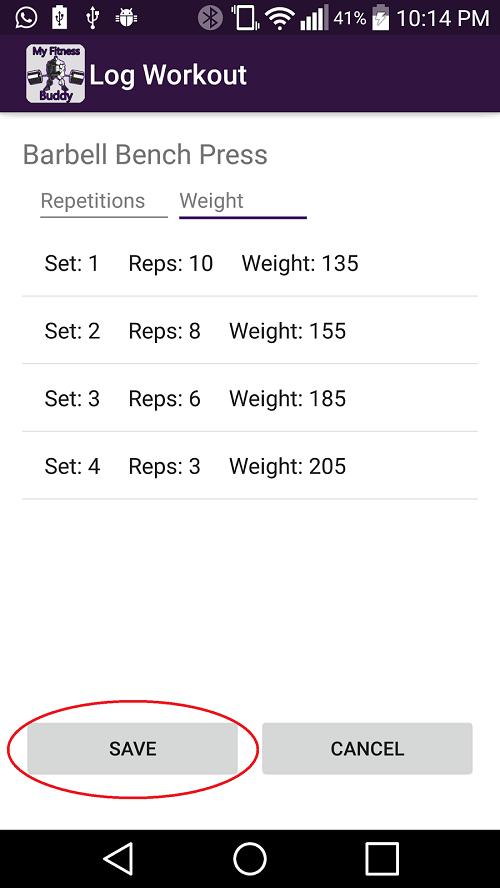 41% 10:14 PM
My Fitness
Buddy
Log Workout
Barbell Bench Press
Repetitions Weight
Set: 1 Reps: 10 Weight: 135
Set: 2 Reps: 8 Weight: 155
Set: 3 Reps: 6 Weight: 185
Set: 4 Reps: 3 Weight: 205
SAVE CANCEL